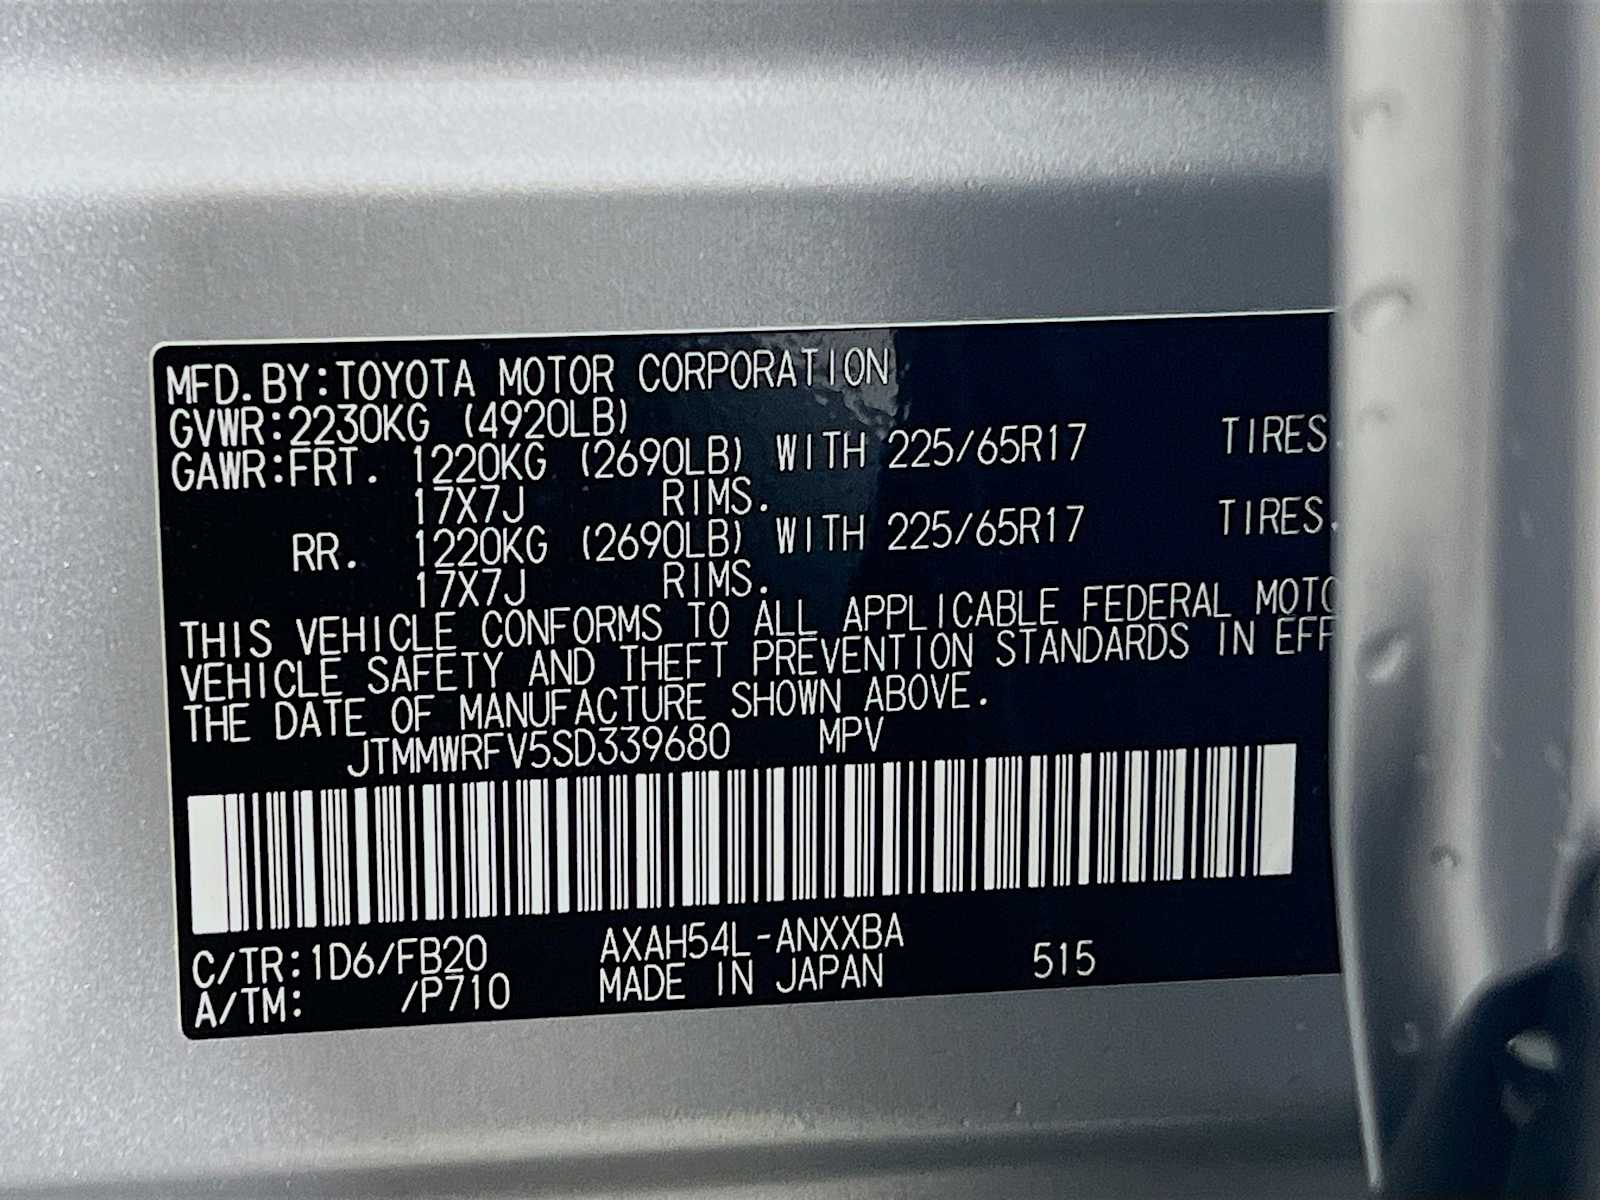 MFD.BY:TOYOTA MOTOR CORPORATION
GVWR:2230KG (4920LB)
GAWR:FRT. 1220KG (2690LB) WITH 225/65R17 TIRES
17X7J RIMS.
RR. 1220KG (2690LB) WITH 225/65R17 TIRES.
17X7J RIMS.
THIS VEHICLE CONFORMS TO ALL APPLICABLE FEDERAL MOTO
VEHICLE SAFETY AND THEFT PREVENTION STANDARDS IN EFF
THE DATE OF MANUFACTURE SHOWN ABOVE.
JTMMWRFV5SD339680 MPV
C/TR:1D6/FB20 AXAH54L-ANXXBA
A/TM: /P710 MADE IN JAPAN 515